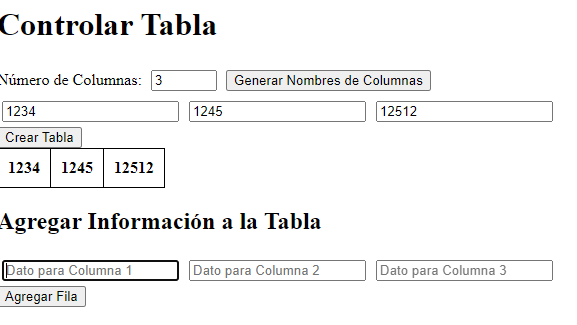 Controlar Tabla
Número de Columnas: 3 Generar Nombres de Columnas
1234 1245 12512
Crear Tabla
1234 1245 12512
Agregar Información a la Tabla
Dato para Columna 1 Dato para Columna 2 Dato para Columna 3
Agregar Fila